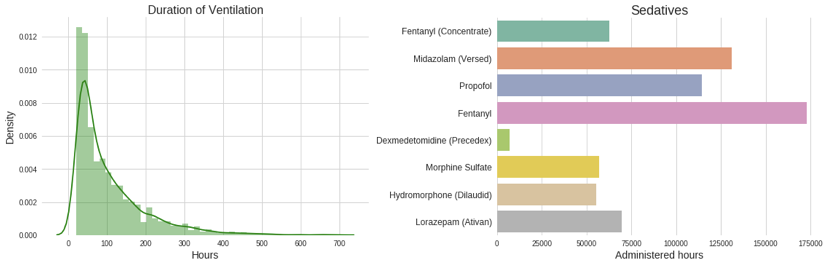 Duration of Ventilation
Density
0.012
0.010
0.008
0.006
0.004
0.002
0.000
0 100 200 300 400 500 600 700
Hours
Sedatives
Fentanyl (Concentrate)
Midazolam (Versed)
Propofol
Fentanyl
Dexmedetomidine (Precedex)
Morphine Sulfate
Hydromorphone (Dilaudid)
Lorazepam (Ativan)
0 25000 50000 75000 100000 125000 150000 175000
Administered hours